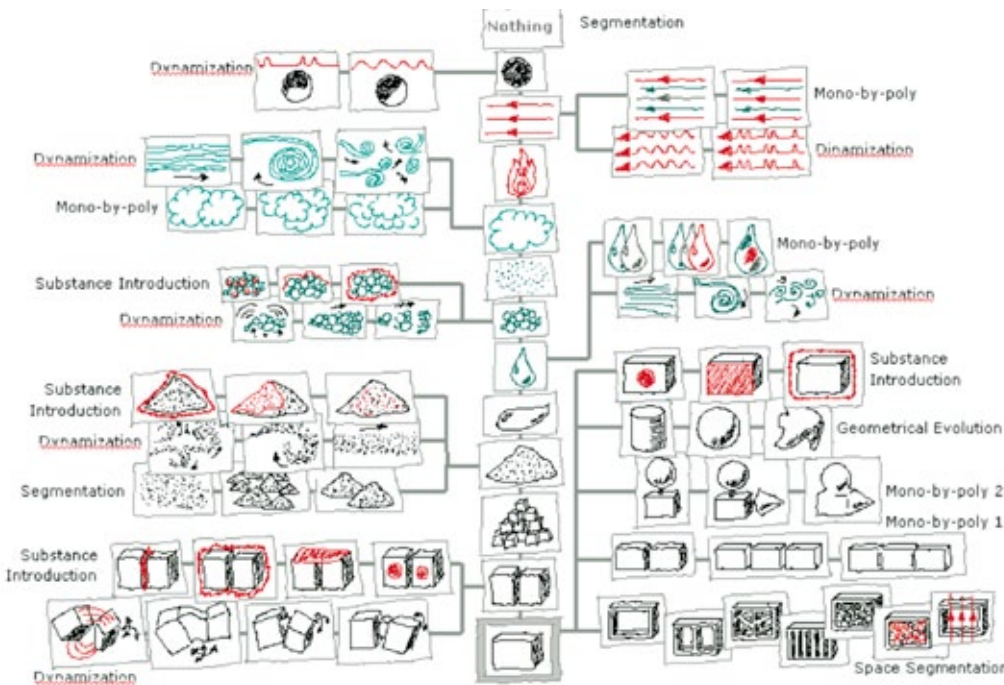 Nothing
Segmentation
Dynamization
Mono-by-poly
Dinamization
Dynamization
Mono-by-poly
Mono-by-poly
Substance Introduction
Dynamization
Dynamization
Substance
Introduction
Substance
Introduction
Dynamization
Geometrical Evolution
Segmentation
Mono-by-poly 2
Mono-by-poly 1
Substance
Introduction
Space Segmentation
Dynamization